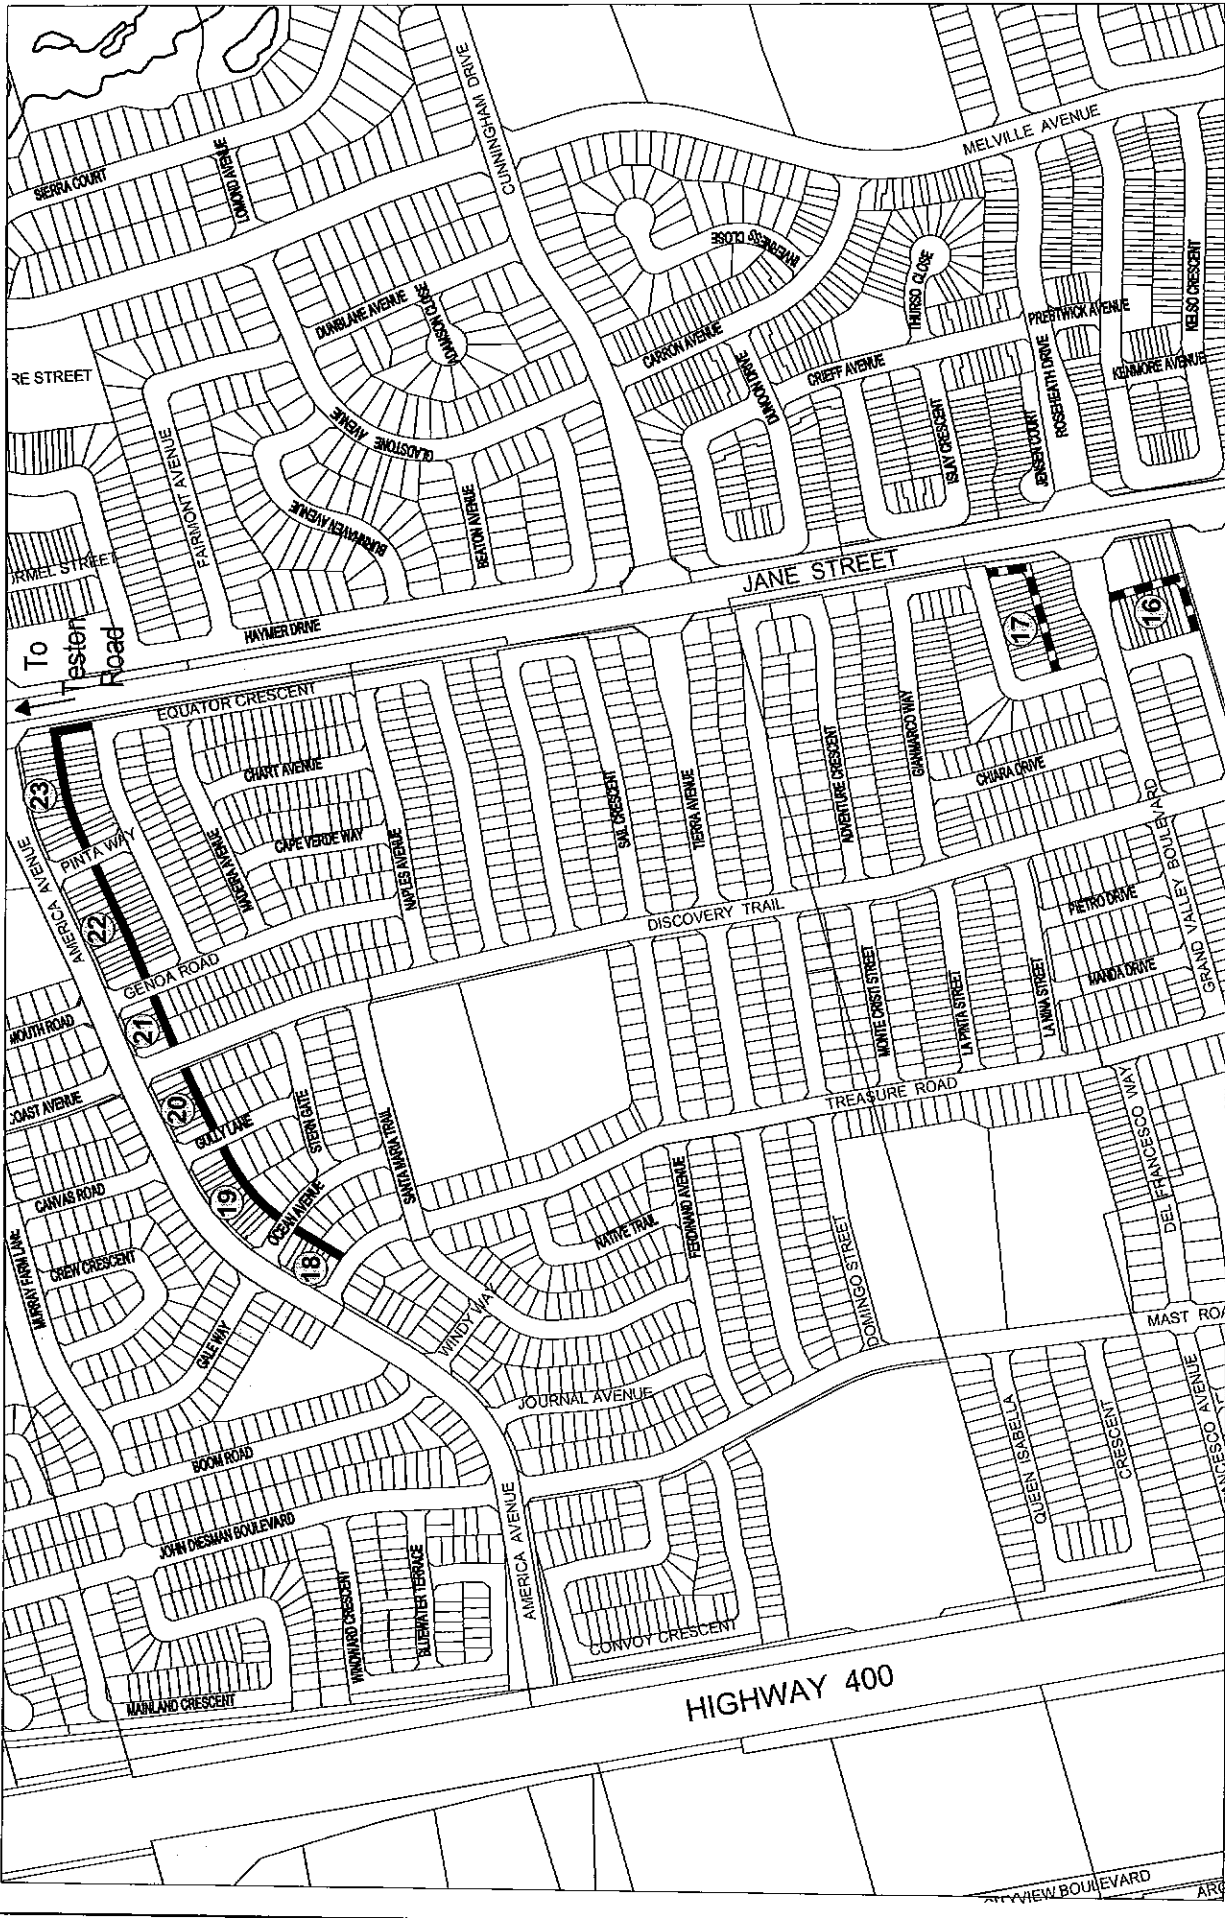 SIERRA COURT
LOMOND AVENUE
CUNNINGHAM DRIVE
MELVILLE AVENUE
DUNBLANE AVENUE
ADAMSON CLOSE
INVERNESS CLOSE
THURSO CLOSE
CARRON AVENUE
DUNOON DRIVE
CRIEFF AVENUE
PRESTWICK AVENUE
KELSO CRESCENT
KENMORE AVENUE
ROSEHEATH DRIVE
JENSEN COURT
ISLAY CRESCENT
RE STREET
FAIRMONT AVENUE
GLADSTONE AVENUE
BURNHAVEN AVENUE
BEATON AVENUE
ORMEL STREET
HAYMER DRIVE
JANE STREET
To
Teston
Road
EQUATOR CRESCENT
17
16
23
22
21
20
19
18
AMERICA AVENUE
PINTA WAY
CHART AVENUE
MADEIRA AVENUE
CAPE VERDE WAY
NAPLES AVENUE
SAIL CRESCENT
TIERRA AVENUE
ADVENTURE CRESCENT
GIANMARCO WAY
CHIARA DRIVE
GRAND VALLEY BOULEVARD
GENOA ROAD
DISCOVERY TRAIL
PIETRO DRIVE
MANDA DRIVE
MONTE CRISTI STREET
LA PINTA STREET
LA NINA STREET
TREASURE ROAD
MOUTH ROAD
COAST AVENUE
CANVAS ROAD
MURRAY FARM LANE
CREW CRESCENT
GALE WAY
GULLY LANE
STERN GATE
OCEAN AVENUE
SANTA MARIA TRAIL
NATIVE TRAIL
FERDINAND AVENUE
DOMINGO STREET
DEL FRANCESCO WAY
MAST ROA
WINDY WAY
JOURNAL AVENUE
BOOM ROAD
JOHN DIESMAN BOULEVARD
WINDWARD CRESCENT
BLUEWATER TERRACE
AMERICA AVENUE
CONVOY CRESCENT
QUEEN ISABELLA
CRESCENT
ANCESCO AVENUE
MAINLAND CRESCENT
HIGHWAY 400
CITYVIEW BOULEVARD
ARC